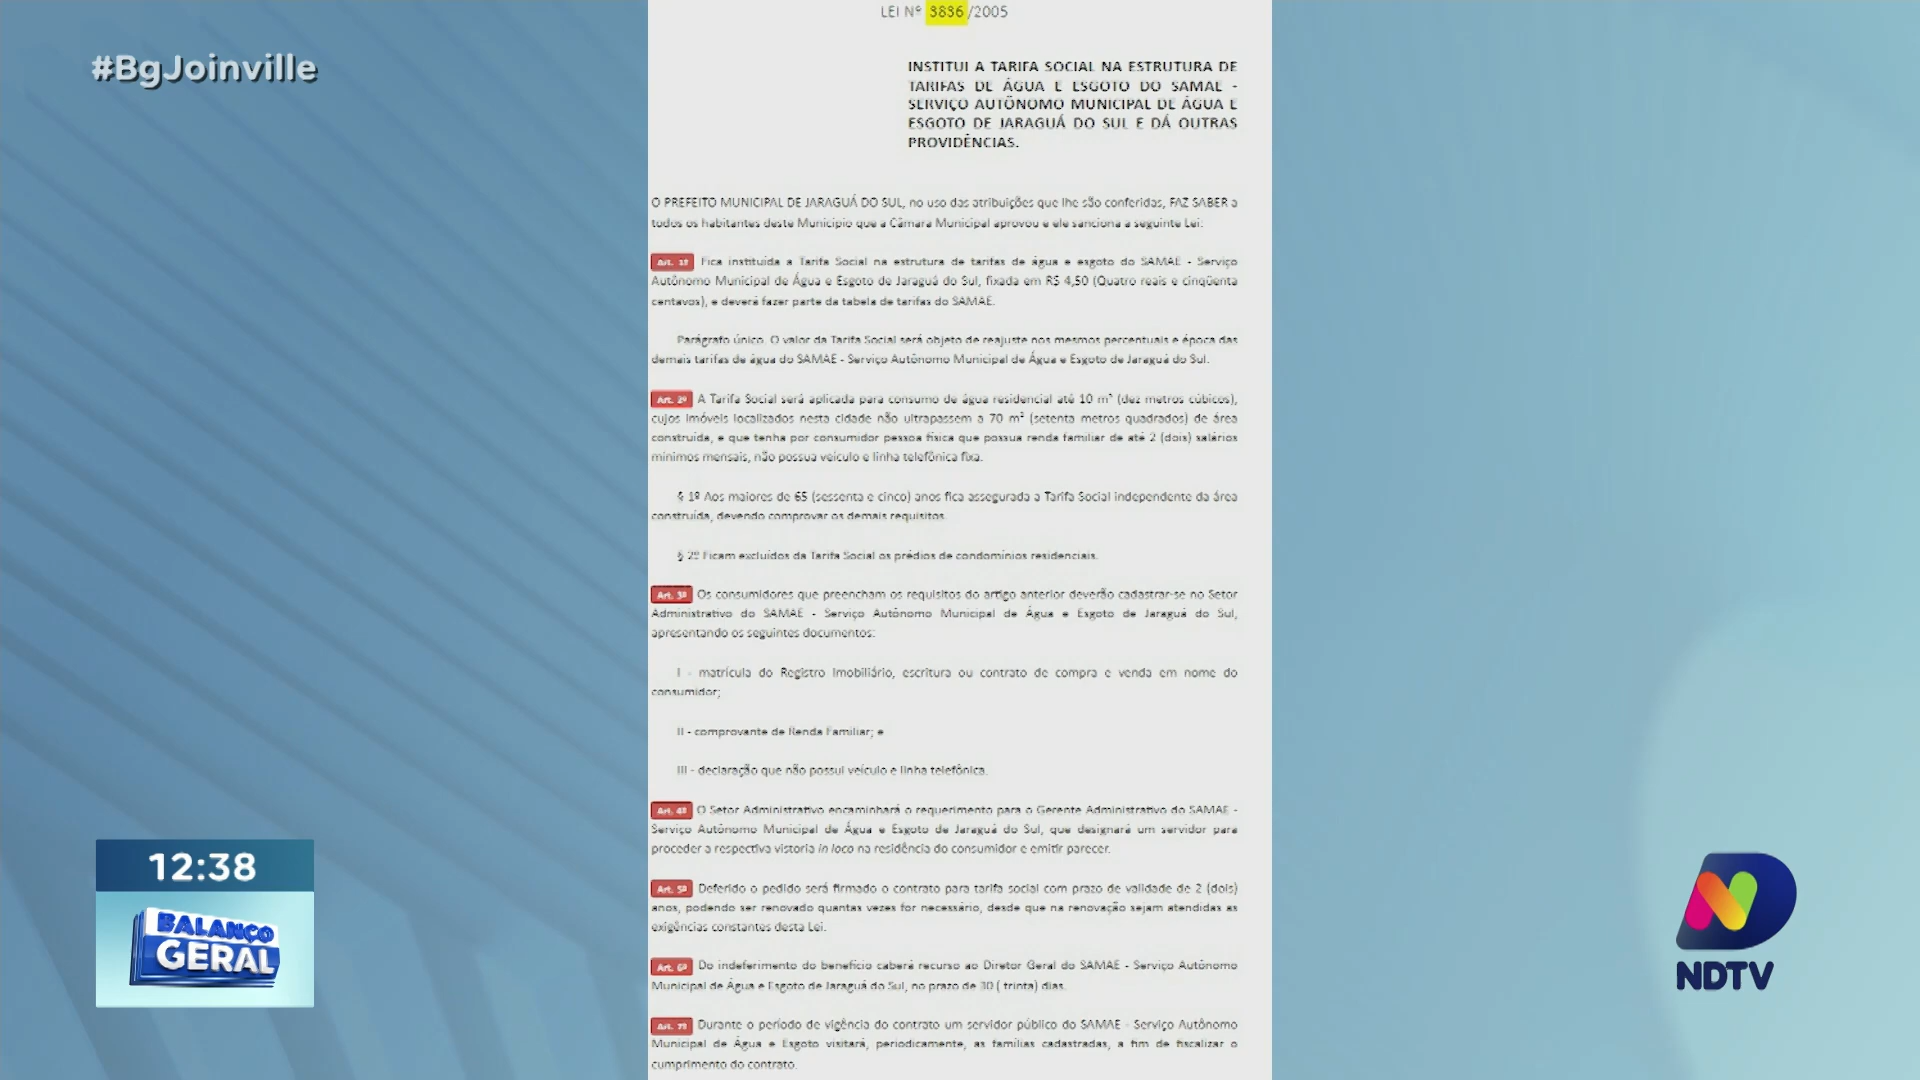 #BgJoinville
LEI Nº 3836 /2005
INSTITUI A TARIFA SOCIAL NA ESTRUTURA DE
TARIFAS DE ÁGUA E ESGOTO DO SAMAE -
SERVIÇO AUTÔNOMO MUNICIPAL DE ÁGUA E
ESGOTO DE JARAGUÁ DO SUL E DÁ OUTRAS
PROVIDÊNCIAS.
O PREFEITO MUNICIPAL DE JARAGUÁ DO SUL, no uso das atribuições que lhe são conferidas, FAZ SABER a
todos os habitantes deste Município que a Câmara Municipal aprovou e ele sanciona a seguinte Lei:
Art. 1º Fica instituída a Tarifa Social na estrutura de tarifas de água e esgoto do SAMAE - Serviço
Autônomo Municipal de Água e Esgoto de Jaraguá do Sul, fixada em R$ 4,50 (Quatro reais e cinqüenta
centavos), e deverá fazer parte da tabela de tarifas do SAMAE.
Parágrafo único. O valor da Tarifa Social será objeto de reajuste nos mesmos percentuais e época das
demais tarifas de água do SAMAE - Serviço Autônomo Municipal de Água e Esgoto de Jaraguá do Sul.
Art. 2º A Tarifa Social será aplicada para consumo de água residencial até 10 m³ (dez metros cúbicos),
cujos imóveis localizados nesta cidade não ultrapassem a 70 m² (setenta metros quadrados) de área
construída, e que tenha por consumidor pessoa física que possua renda familiar de até 2 (dois) salários
mínimos mensais, não possua veículo e linha telefônica fixa.
§ 1º Aos maiores de 65 (sessenta e cinco) anos fica assegurada a Tarifa Social independente da área
construída, devendo comprovar os demais requisitos.
§ 2º Ficam excluídos da Tarifa Social os prédios de condomínios residenciais.
Art. 3º Os consumidores que preencham os requisitos do artigo anterior deverão cadastrar-se no Setor
Administrativo do SAMAE - Serviço Autônomo Municipal de Água e Esgoto de Jaraguá do Sul,
apresentando os seguintes documentos:
I - matrícula do Registro Imobiliário, escritura ou contrato de compra e venda em nome do
consumidor;
II - comprovante de Renda Familiar; e
III - declaração que não possui veículo e linha telefônica.
Art. 4º O Setor Administrativo encaminhará o requerimento para o Gerente Administrativo do SAMAE -
Serviço Autônomo Municipal de Água e Esgoto de Jaraguá do Sul, que designará um servidor para
proceder a respectiva vistoria in loco na residência do consumidor e emitir parecer.
Art. 5º Deferido o pedido será firmado o contrato para tarifa social com prazo de validade de 2 (dois)
anos, podendo ser renovado quantas vezes for necessário, desde que na renovação sejam atendidas as
exigências constantes desta Lei.
Art. 6º Do indeferimento do benefício caberá recurso ao Diretor Geral do SAMAE - Serviço Autônomo
Municipal de Água e Esgoto de Jaraguá do Sul, no prazo de 30 ( trinta) dias.
Art. 7º Durante o período de vigência do contrato um servidor público do SAMAE - Serviço Autônomo
Municipal de Água e Esgoto visitará, periodicamente, as famílias cadastradas, a fim de fiscalizar o
cumprimento do contrato.
12:38
BALANÇO
GERAL
NDTV